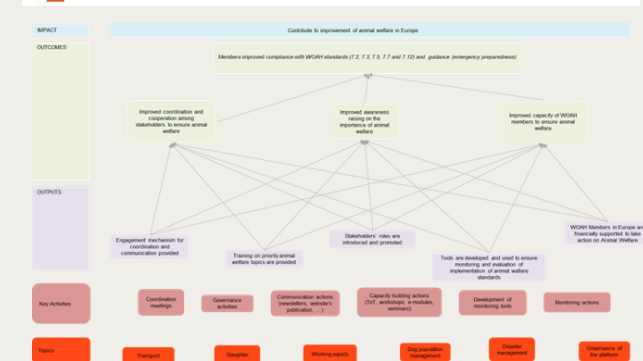 IMPACT
Contribute to improvement of animal welfare in Europe
OUTCOMES
Members improved compliance with WOAH standards (7.2; 7.3; 7.5; 7.7 and 7.12) and guidance (emergency preparedness)
Improved coordination and
cooperation among
stakeholders to ensure animal
welfare
Improved awareness
raising on the
importance of animal
welfare
Improved capacity of WOAH
members to ensure animal
welfare
OUTPUTS
Engagement mechanism for
coordination and
communication provided
Training on priority animal
welfare topics are provided
Stakeholders' roles are
introduced and promoted
Tools are developed and used to ensure
monitoring and evaluation of
implementation of animal welfare
standards
WOAH Members in Europe are
financially supported to take
action on Animal Welfare
Key Activities
Coordination
meetings
Governance
activities
Communication actions
(newsletters, website's
publication, ...)
Capacity building actions
(ToT, workshops, e-modules,
seminars)
Development of
monitoring tools
Monitoring actions
Topics
Transport
Slaughter
Working equids
Dog population
management
Disaster
management
Governance of
the platform